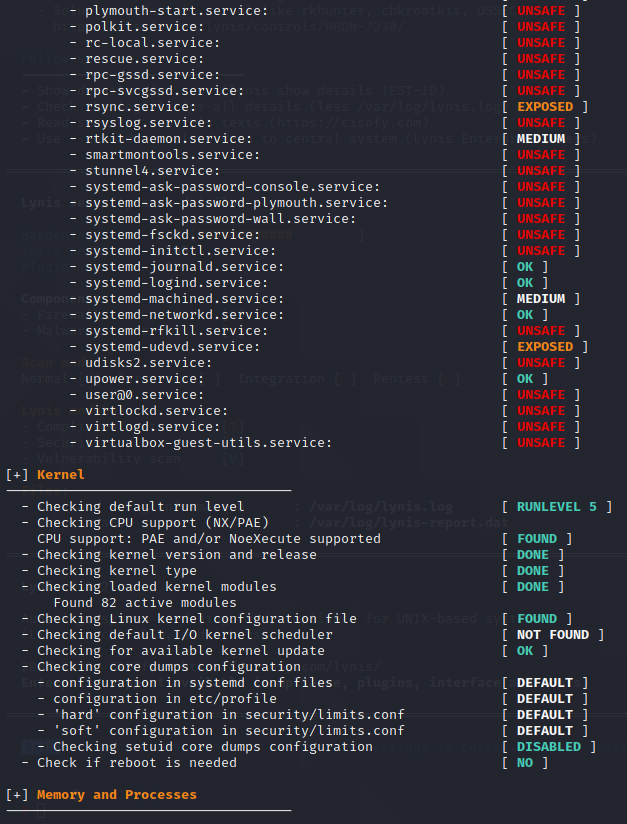 - plymouth-start.service: [ UNSAFE ]
- polkit.service: [ UNSAFE ]
- rc-local.service: [ UNSAFE ]
- rescue.service: [ UNSAFE ]
- rpc-gssd.service: [ UNSAFE ]
- rpc-svcgssd.service: [ UNSAFE ]
- rsync.service: [ EXPOSED ]
- rsyslog.service: [ UNSAFE ]
- rtkit-daemon.service: [ MEDIUM ]
- smartmontools.service: [ UNSAFE ]
- stunnel4.service: [ UNSAFE ]
- systemd-ask-password-console.service: [ UNSAFE ]
- systemd-ask-password-plymouth.service: [ UNSAFE ]
- systemd-ask-password-wall.service: [ UNSAFE ]
- systemd-fsckd.service: [ UNSAFE ]
- systemd-initctl.service: [ UNSAFE ]
- systemd-journald.service: [ OK ]
- systemd-logind.service: [ OK ]
- systemd-machined.service: [ MEDIUM ]
- systemd-networkd.service: [ OK ]
- systemd-rfkill.service: [ UNSAFE ]
- systemd-udevd.service: [ EXPOSED ]
- udisks2.service: [ UNSAFE ]
- upower.service: [ OK ]
- user@0.service: [ UNSAFE ]
- virtlockd.service: [ UNSAFE ]
- virtlogd.service: [ UNSAFE ]
- virtualbox-guest-utils.service: [ UNSAFE ]
[+] Kernel
------------------------------------
- Checking default run level [ RUNLEVEL 5 ]
- Checking CPU support (NX/PAE)
CPU support: PAE and/or NoeXecute supported [ FOUND ]
- Checking kernel version and release [ DONE ]
- Checking kernel type [ DONE ]
- Checking loaded kernel modules [ DONE ]
Found 82 active modules
- Checking Linux kernel configuration file [ FOUND ]
- Checking default I/O kernel scheduler [ NOT FOUND ]
- Checking for available kernel update [ OK ]
- Checking core dumps configuration
- configuration in systemd conf files [ DEFAULT ]
- configuration in etc/profile [ DEFAULT ]
- 'hard' configuration in security/limits.conf [ DEFAULT ]
- 'soft' configuration in security/limits.conf [ DEFAULT ]
- Checking setuid core dumps configuration [ DISABLED ]
- Check if reboot is needed [ NO ]
[+] Memory and Processes
------------------------------------